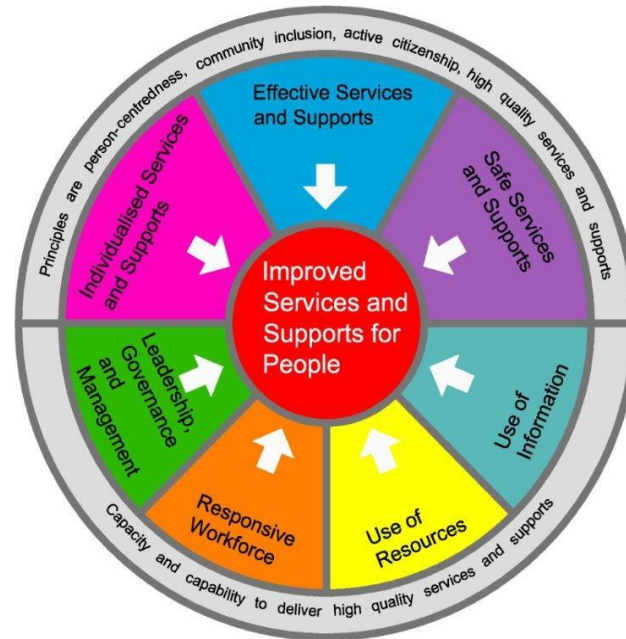 Principles are person-centredness, community inclusion, active citizenship, high quality services and supports
Effective Services
and Supports
Individualised Services
and Supports
Safe Services
and Supports
Improved
Services and
Supports for
People
Leadership,
Governance
and
Management
Use of
Information
Responsive
Workforce
Use of
Resources
Capacity and capability to deliver high quality services and supports